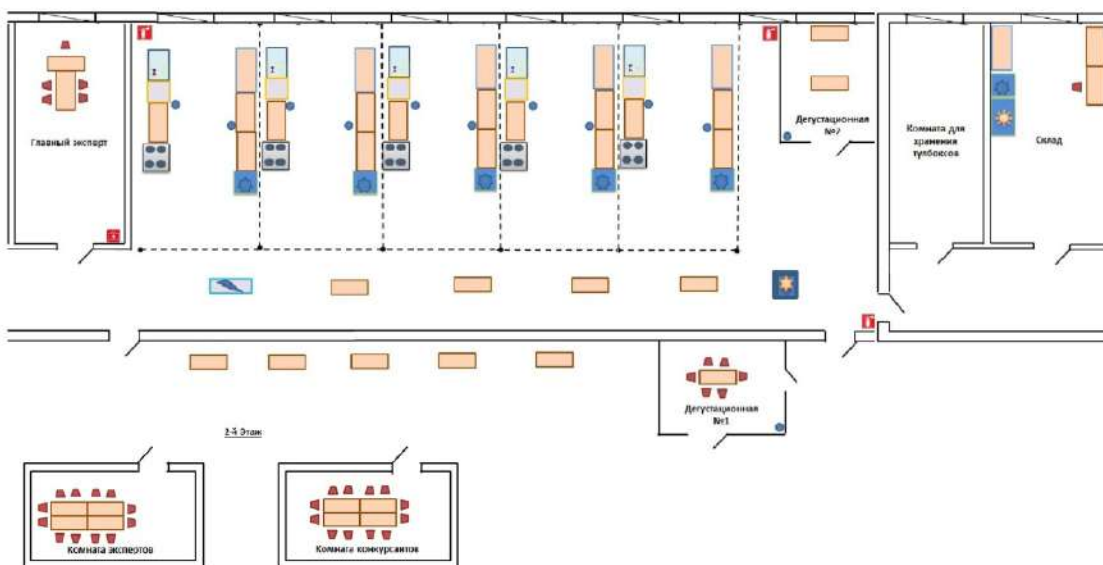 Главный эксперт
Дегустационная
№2
Комната для
хранения
тулбоксов
Склад
Дегустационная
№1
2-й Этаж
Комната экспертов
Комната конкурсантов